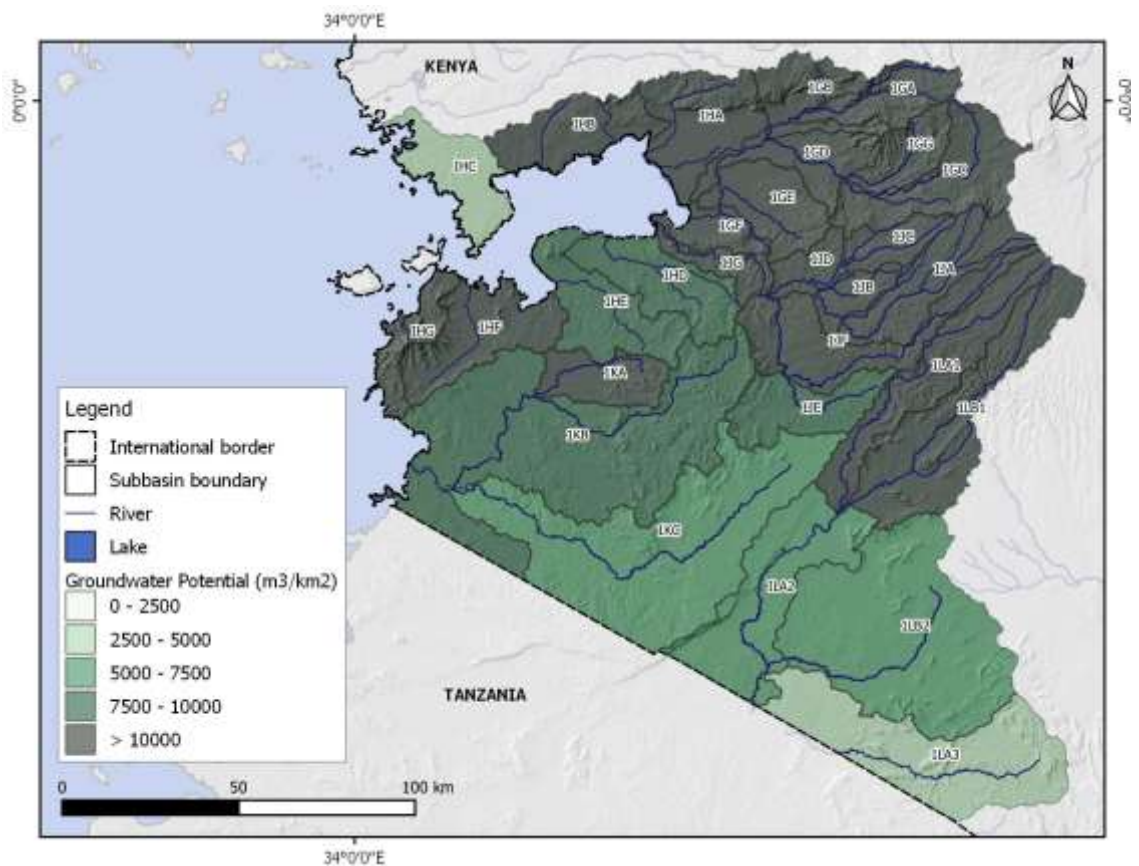 34°0'0"E
KENYA
N
0°0'0"
0°0'0"
1GB
1GA
1HB
1HA
1GD
1GG
1GC
1HC
1GE
1GF
1JC
1JD
1JG
1JA
1HD
1JB
1HE
1HG
1HF
1JF
1KA
1LA1
1JE
1LB1
1KB
1KC
1LA2
1LB2
1LA3
Legend
International border
Subbasin boundary
River
Lake
Groundwater Potential (m3/km2)
0 - 2500
2500 - 5000
5000 - 7500
7500 - 10000
> 10000
TANZANIA
0 50 100 km
34°0'0"E